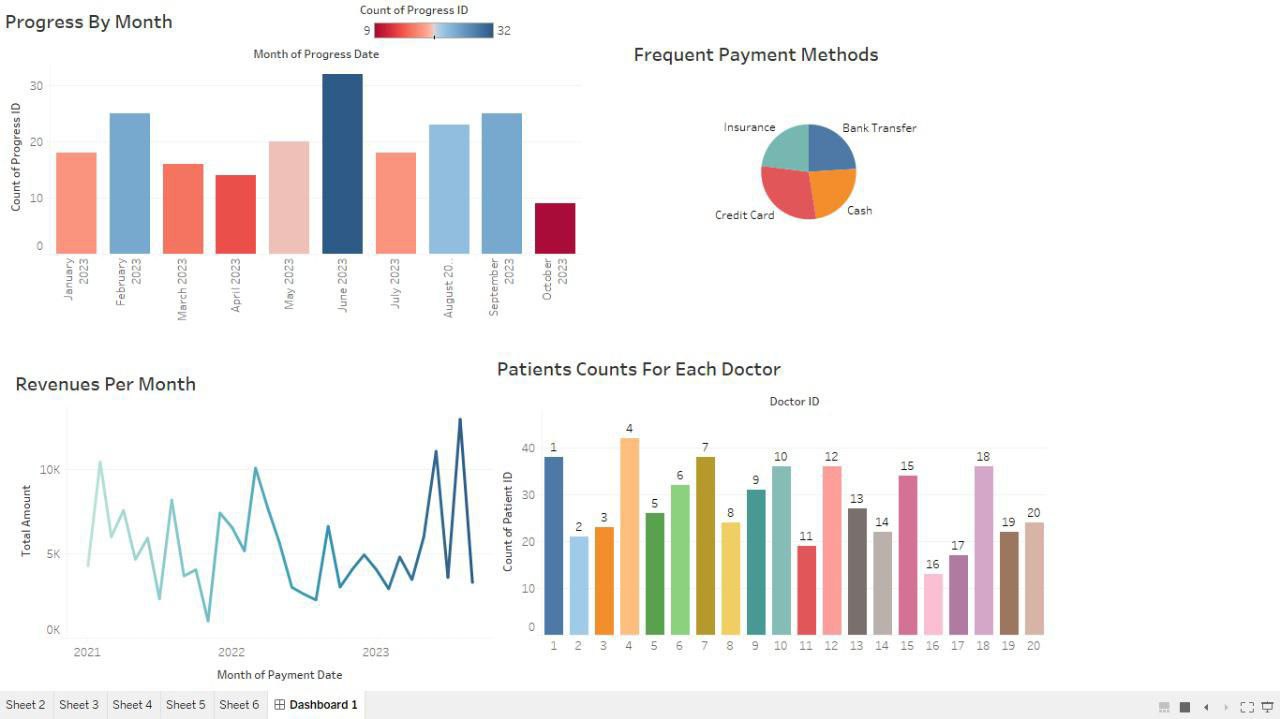 Progress By Month
Count of Progress ID
9 32
Month of Progress Date
Count of Progress ID
30
20
10
0
January 2023
February 2023
March 2023
April 2023
May 2023
June 2023
July 2023
August 20..
September 2023
October 2023
Frequent Payment Methods
Insurance
Bank Transfer
Credit Card
Cash
Revenues Per Month
Total Amount
10K
5K
0K
2021 2022 2023
Month of Payment Date
Patients Counts For Each Doctor
Doctor ID
Count of Patient ID
40
30
20
10
0
1 2 3 4 5 6 7 8 9 10 11 12 13 14 15 16 17 18 19 20
1 2 3 4 5 6 7 8 9 10 11 12 13 14 15 16 17 18 19 20
Sheet 2 Sheet 3 Sheet 4 Sheet 5 Sheet 6 Dashboard 1